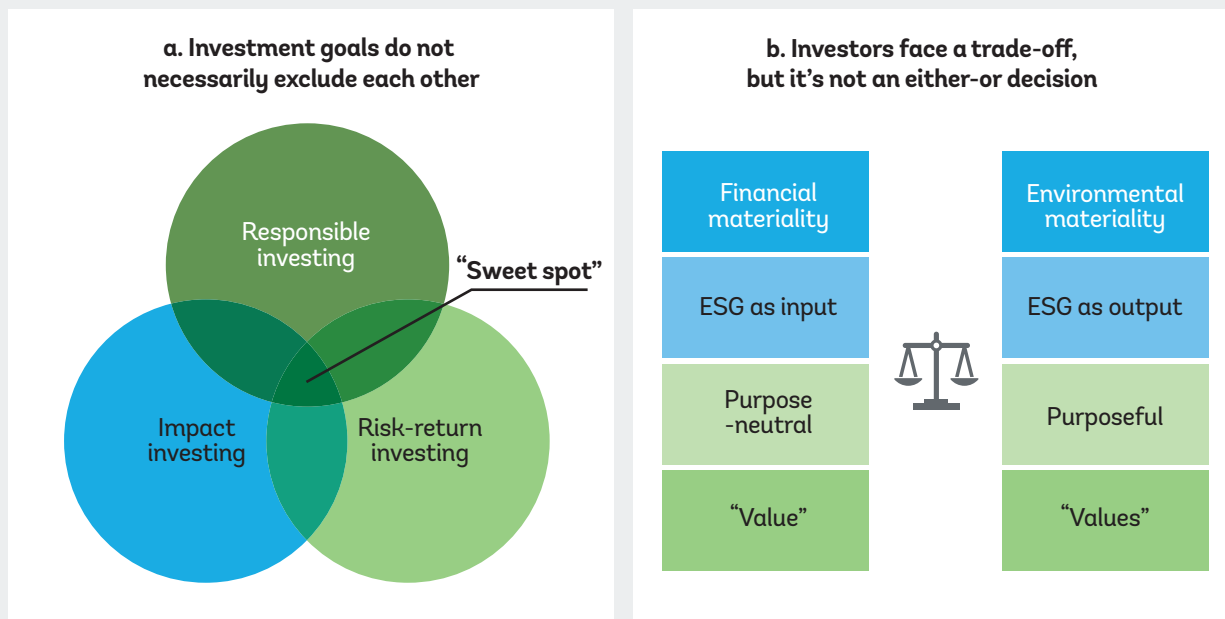 a. Investment goals do not
necessarily exclude each other
Responsible
investing
“Sweet spot”
Impact
investing
Risk-return
investing
b. Investors face a trade-off,
but it’s not an either-or decision
Financial
materiality
Environmental
materiality
ESG as input
ESG as output
Purpose
-neutral
Purposeful
“Value”
“Values”